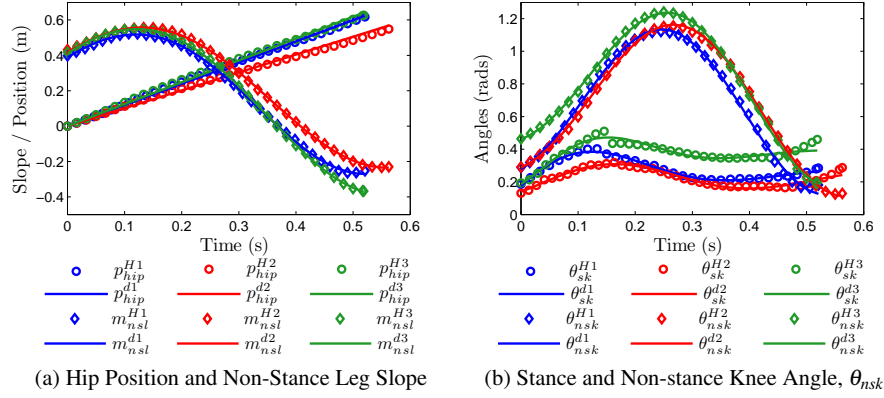 Slope / Position (m)
0.6
0.4
0.2
0
−0.2
−0.4
0 0.1 0.2 0.3 0.4 0.5 0.6
Time (s)
p_{hip}^{H1} p_{hip}^{H2} p_{hip}^{H3}
p_{hip}^{d1} p_{hip}^{d2} p_{hip}^{d3}
m_{nsl}^{H1} m_{nsl}^{H2} m_{nsl}^{H3}
m_{nsl}^{d1} m_{nsl}^{d2} m_{nsl}^{d3}
(a) Hip Position and Non-Stance Leg Slope
Angles (rads)
1.2
1
0.8
0.6
0.4
0.2
0
0 0.1 0.2 0.3 0.4 0.5 0.6
Time (s)
θ_{sk}^{H1} θ_{sk}^{H2} θ_{sk}^{H3}
θ_{sk}^{d1} θ_{sk}^{d2} θ_{sk}^{d3}
θ_{nsk}^{H1} θ_{nsk}^{H2} θ_{nsk}^{H3}
θ_{nsk}^{d1} θ_{nsk}^{d2} θ_{nsk}^{d3}
(b) Stance and Non-stance Knee Angle, θ_{nsk}